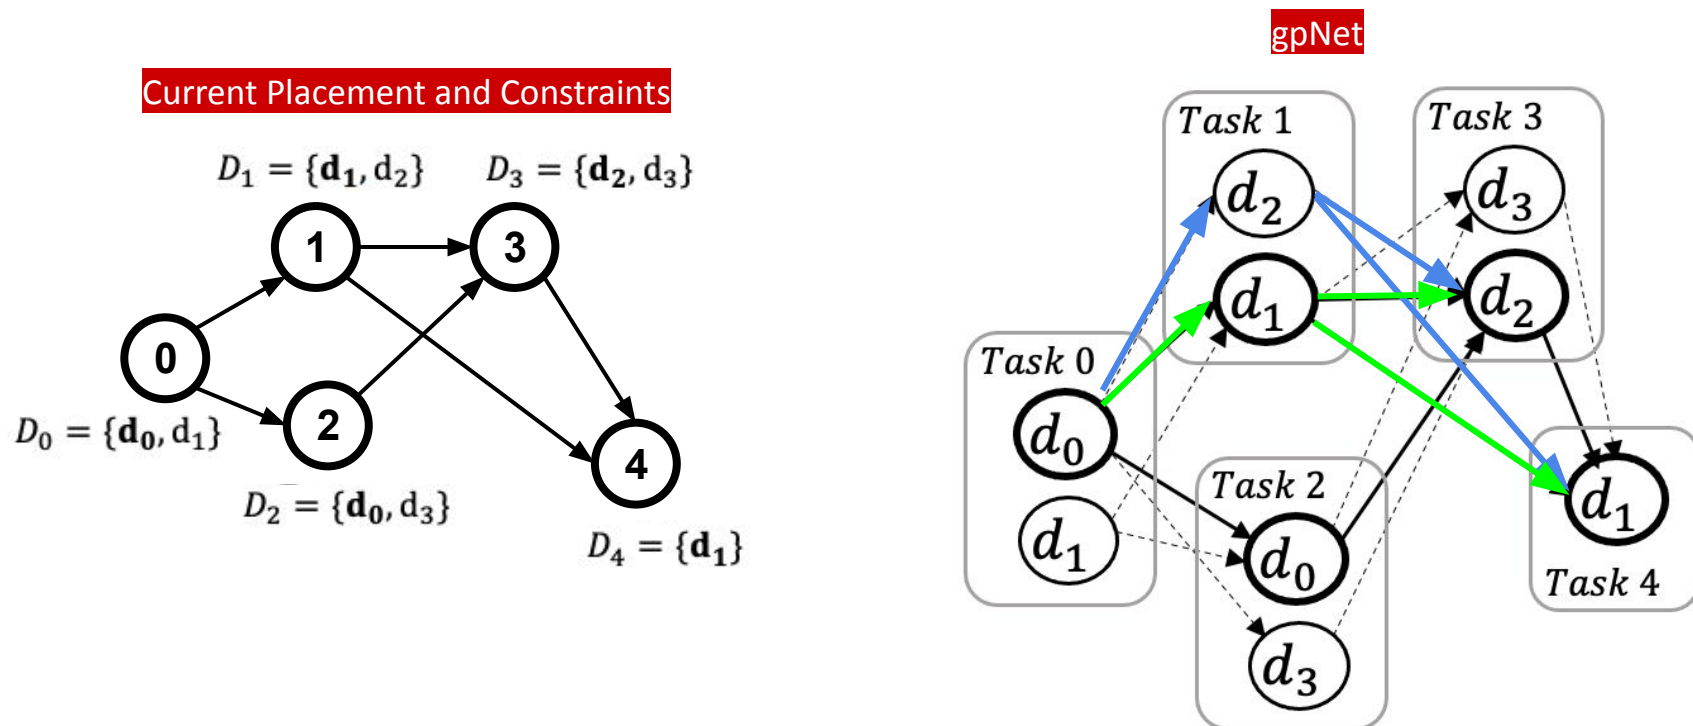 Current Placement and Constraints
D₁ = {d₁, d₂}
D₃ = {d₂, d₃}
1
3
0
2
4
D₀ = {d₀, d₁}
D₂ = {d₀, d₃}
D₄ = {d₁}
gpNet
Task 1
d₂
d₁
Task 3
d₃
d₂
Task 0
d₀
d₁
Task 2
d₀
d₃
d₁
Task 4